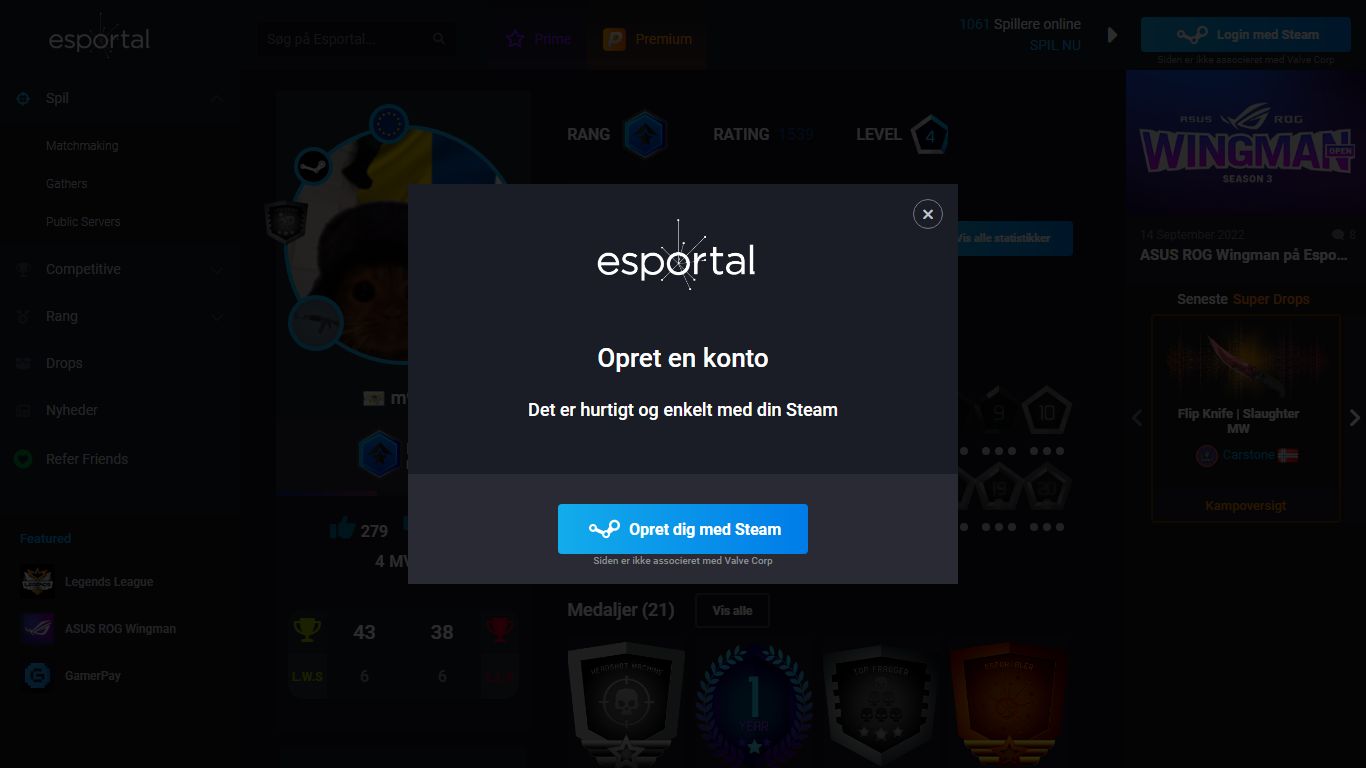 esportal
Søg på Esportal...
Prime
Premium
1061 Spillere online
SPIL NU
Login med Steam
Siden er ikke associeret med Valve Corp
Spil
Matchmaking
Gathers
Public Servers
Competitive
Rang
Drops
Nyheder
Refer Friends
Featured
Legends League
ASUS ROG Wingman
GamerPay
RANG
RATING 1539
LEVEL 4
Vis alle statistikker
esportal
Opret en konto
Det er hurtigt og enkelt med din Steam
Opret dig med Steam
Siden er ikke associeret med Valve Corp
279
4 MV
43 38
L.W.S 6 6
9 10
19 20
Medaljer (21)
Vis alle
HEADSHOT MACHINE
1
YEAR
TOP FRAGGER
ASUS ROG
WINGMAN
OPEN
SEASON 3
14 September 2022
8
ASUS ROG Wingman på Espo...
Seneste Super Drops
Flip Knife | Slaughter
MW
Carstone
Kampoversigt